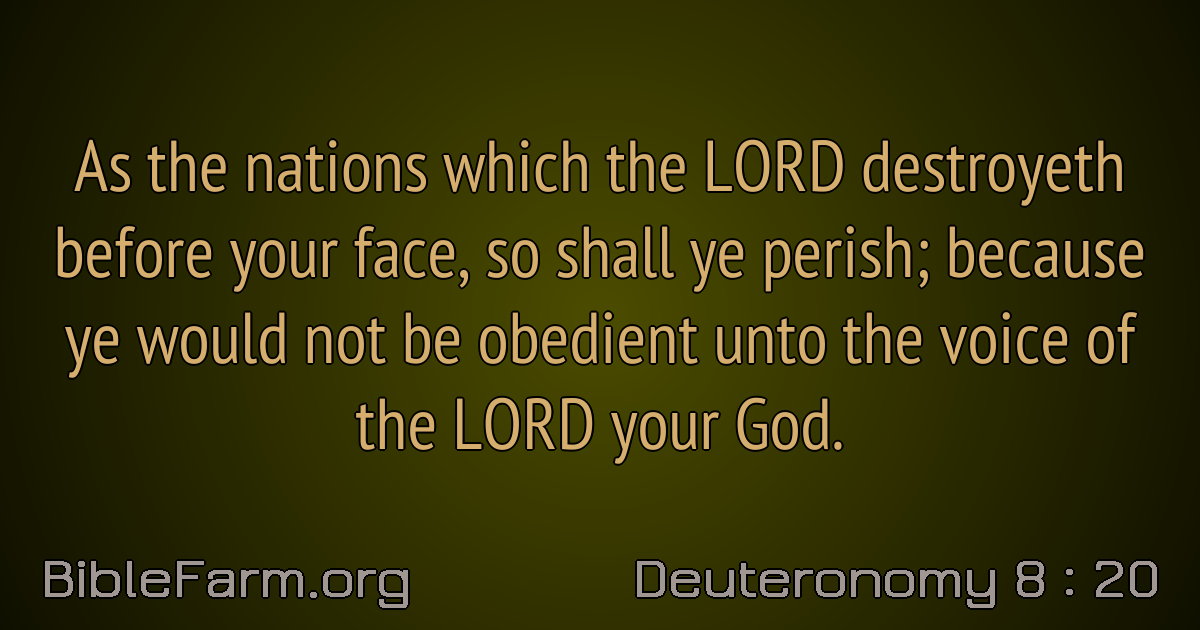 As the nations which the LORD destroyeth
before your face, so shall ye perish; because
ye would not be obedient unto the voice of
the LORD your God.
BibleFarm.org
Deuteronomy 8 : 20